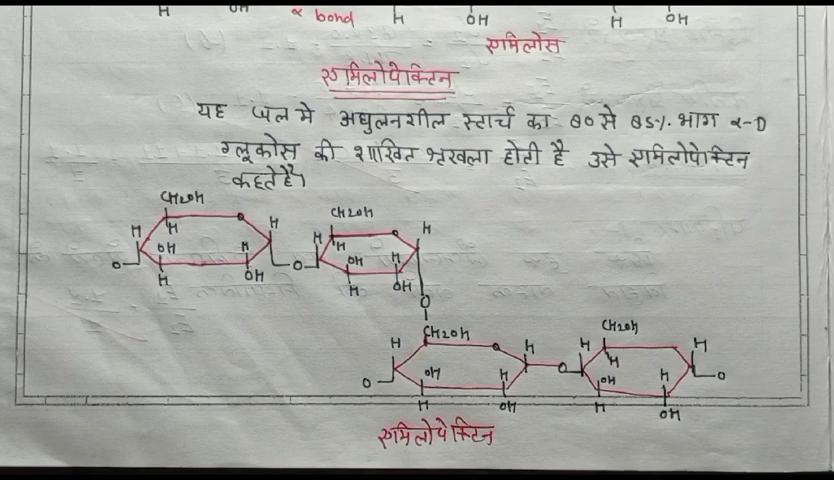 H OH α bond H OH H OH
एमिलोस
एमिलोपेक्टिन
यह जल मे अघुलनशील स्टार्च का 80 से 85% भाग α-D
ग्लूकोस की शाखित श्रृखला होती है उसे एमिलोपेक्टिन
कहते है।
CH2OH CH2OH
H H H H H H
OH H OH H
O O
H OH H OH
O
CH2OH CH2OH
H H H H H
O OH H O OH H O
H OH H OH
एमिलोपेक्टिन